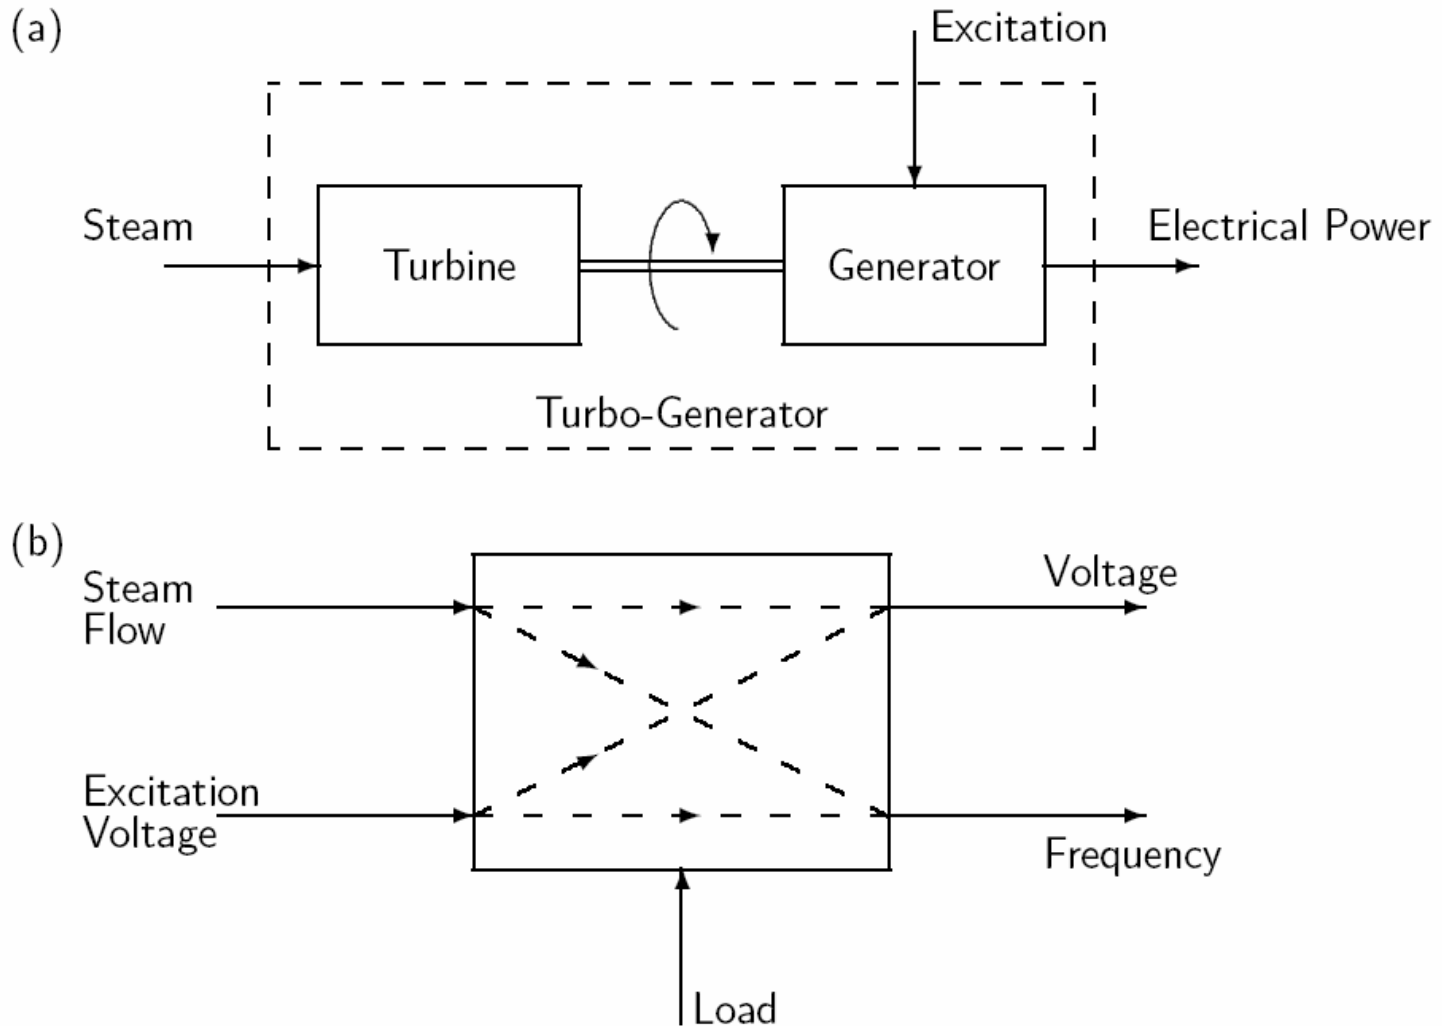 (a)
Excitation
Steam
Turbine
Generator
Electrical Power
Turbo-Generator
(b)
Steam
Flow
Voltage
Excitation
Voltage
Frequency
Load